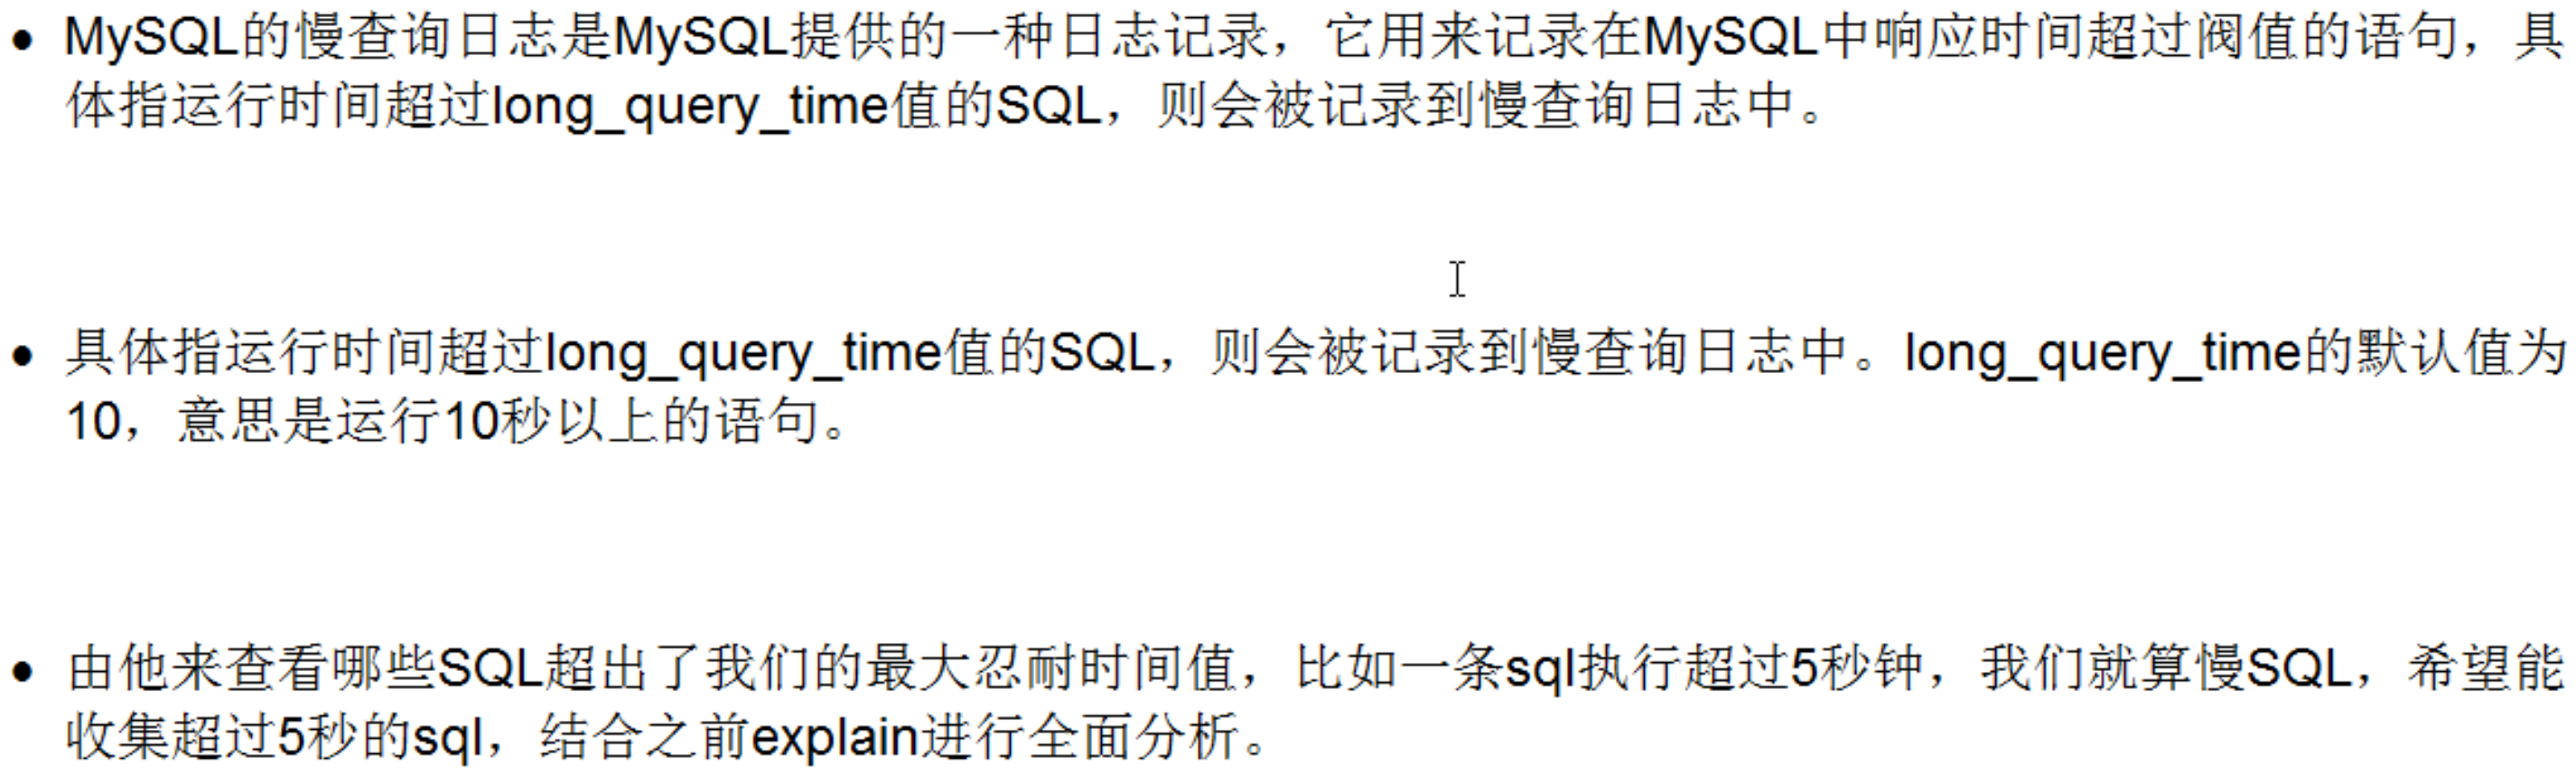 ● MySQL的慢查询日志是MySQL提供的一种日志记录，它用来记录在MySQL中响应时间超过阀值的语句，具
体指运行时间超过long_query_time值的SQL，则会被记录到慢查询日志中。
● 具体指运行时间超过long_query_time值的SQL，则会被记录到慢查询日志中。long_query_time的默认值为
10，意思是运行10秒以上的语句。
● 由他来查看哪些SQL超出了我们的最大忍耐时间值，比如一条sql执行超过5秒钟，我们就算慢SQL，希望能
收集超过5秒的sql，结合之前explain进行全面分析。